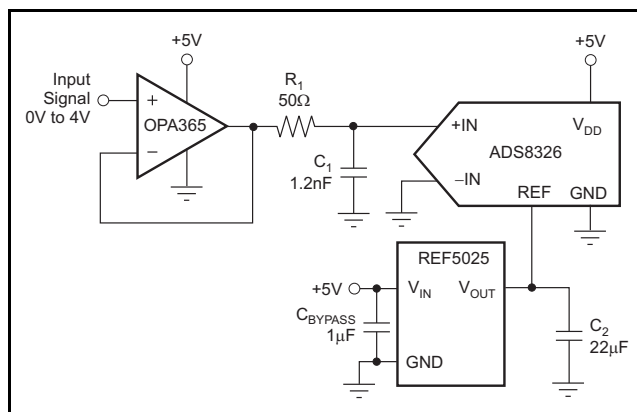 +5V
Input
Signal
0V to 4V
+
OPA365
−
R1
50Ω
C1
1.2nF
+5V
+IN
VDD
ADS8326
−IN
REF
GND
REF5025
+5V
VIN
VOUT
CBYPASS
1μF
GND
C2
22μF